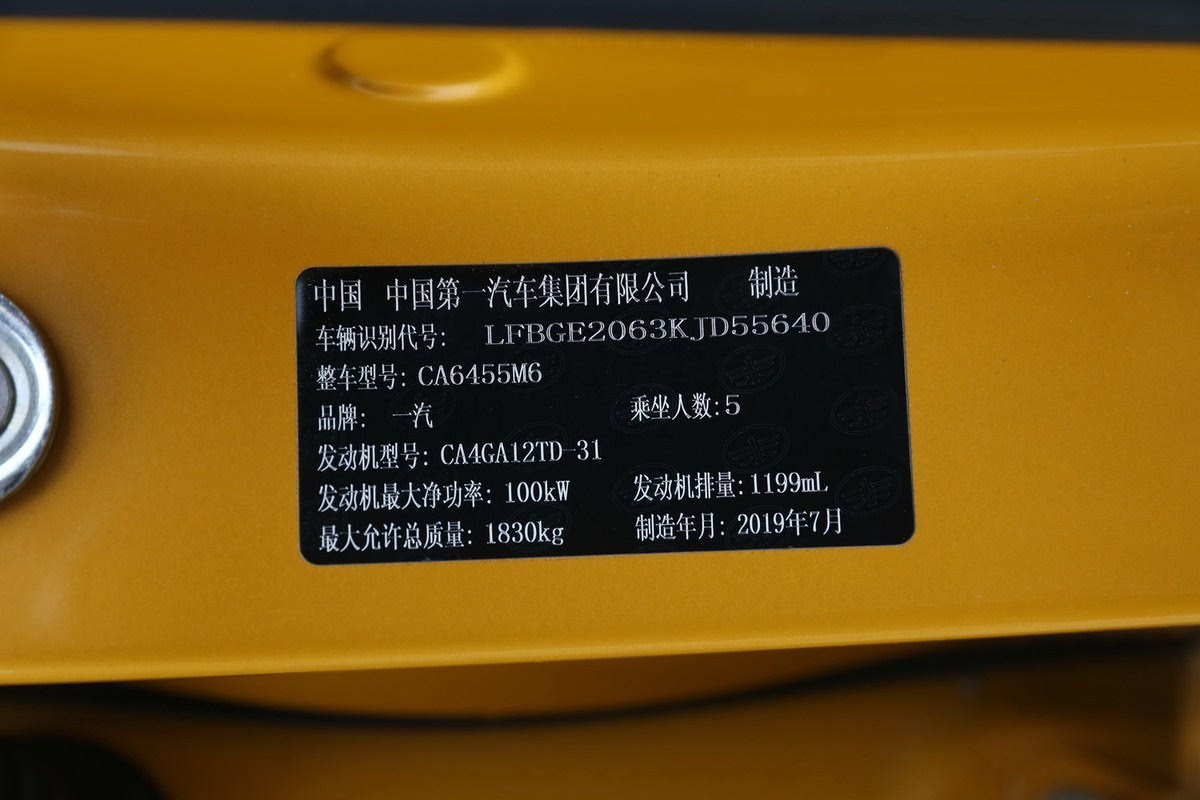 中国 中国第一汽车集团有限公司 制造
车辆识别代号: LFBGE2063KJD55640
整车型号: CA6455M6
品牌: 一汽 乘坐人数:5
发动机型号: CA4GA12TD-31
发动机最大净功率: 100kW 发动机排量:1199mL
最大允许总质量: 1830kg 制造年月: 2019年7月